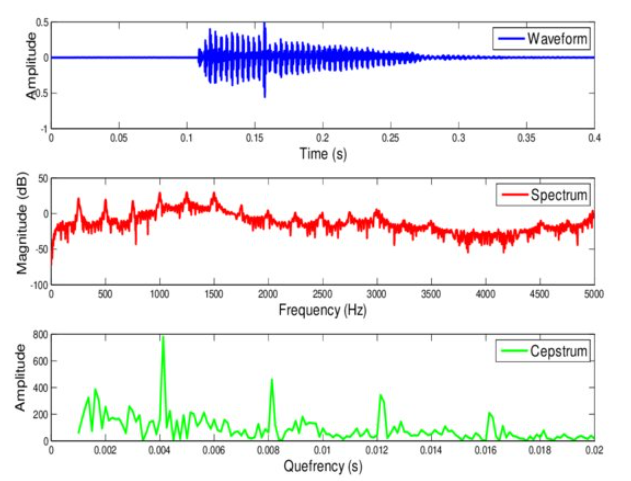 0.5
0
-0.5
-1
Amplitude
Waveform
0 0.05 0.1 0.15 0.2 0.25 0.3 0.35 0.4
Time (s)
50
0
-50
-100
Magnitude (dB)
Spectrum
0 500 1000 1500 2000 2500 3000 3500 4000 4500 5000
Frequency (Hz)
800
600
400
200
0
Amplitude
Cepstrum
0 0.002 0.004 0.006 0.008 0.01 0.012 0.014 0.016 0.018 0.02
Quefrency (s)